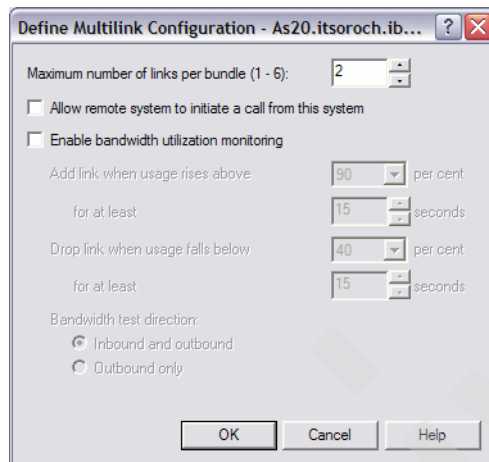 Define Multilink Configuration - As20.itsoroch.ib... ? X
Maximum number of links per bundle (1 - 6): 2
Allow remote system to initiate a call from this system
Enable bandwidth utilization monitoring
Add link when usage rises above 90 per cent
for at least 15 seconds
Drop link when usage falls below 40 per cent
for at least 15 seconds
Bandwidth test direction:
Inbound and outbound
Outbound only
OK Cancel Help